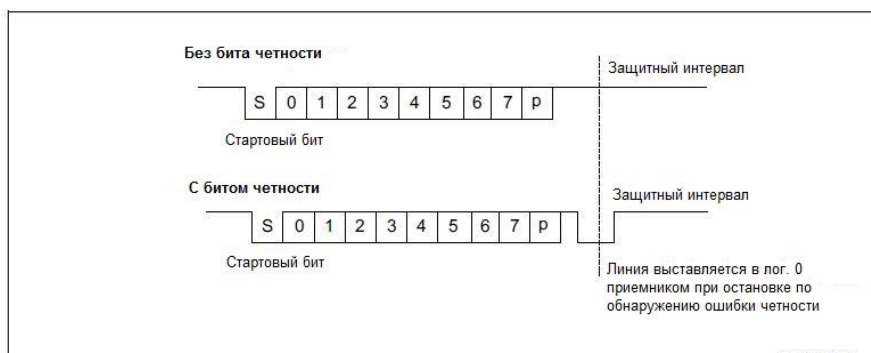 Без бита четности
Защитный интервал
S 0 1 2 3 4 5 6 7 p
Стартовый бит
С битом четности
Защитный интервал
S 0 1 2 3 4 5 6 7 p
Стартовый бит
Линия выставляется в лог. 0
приемником при остановке по
обнаружению ошибки четности